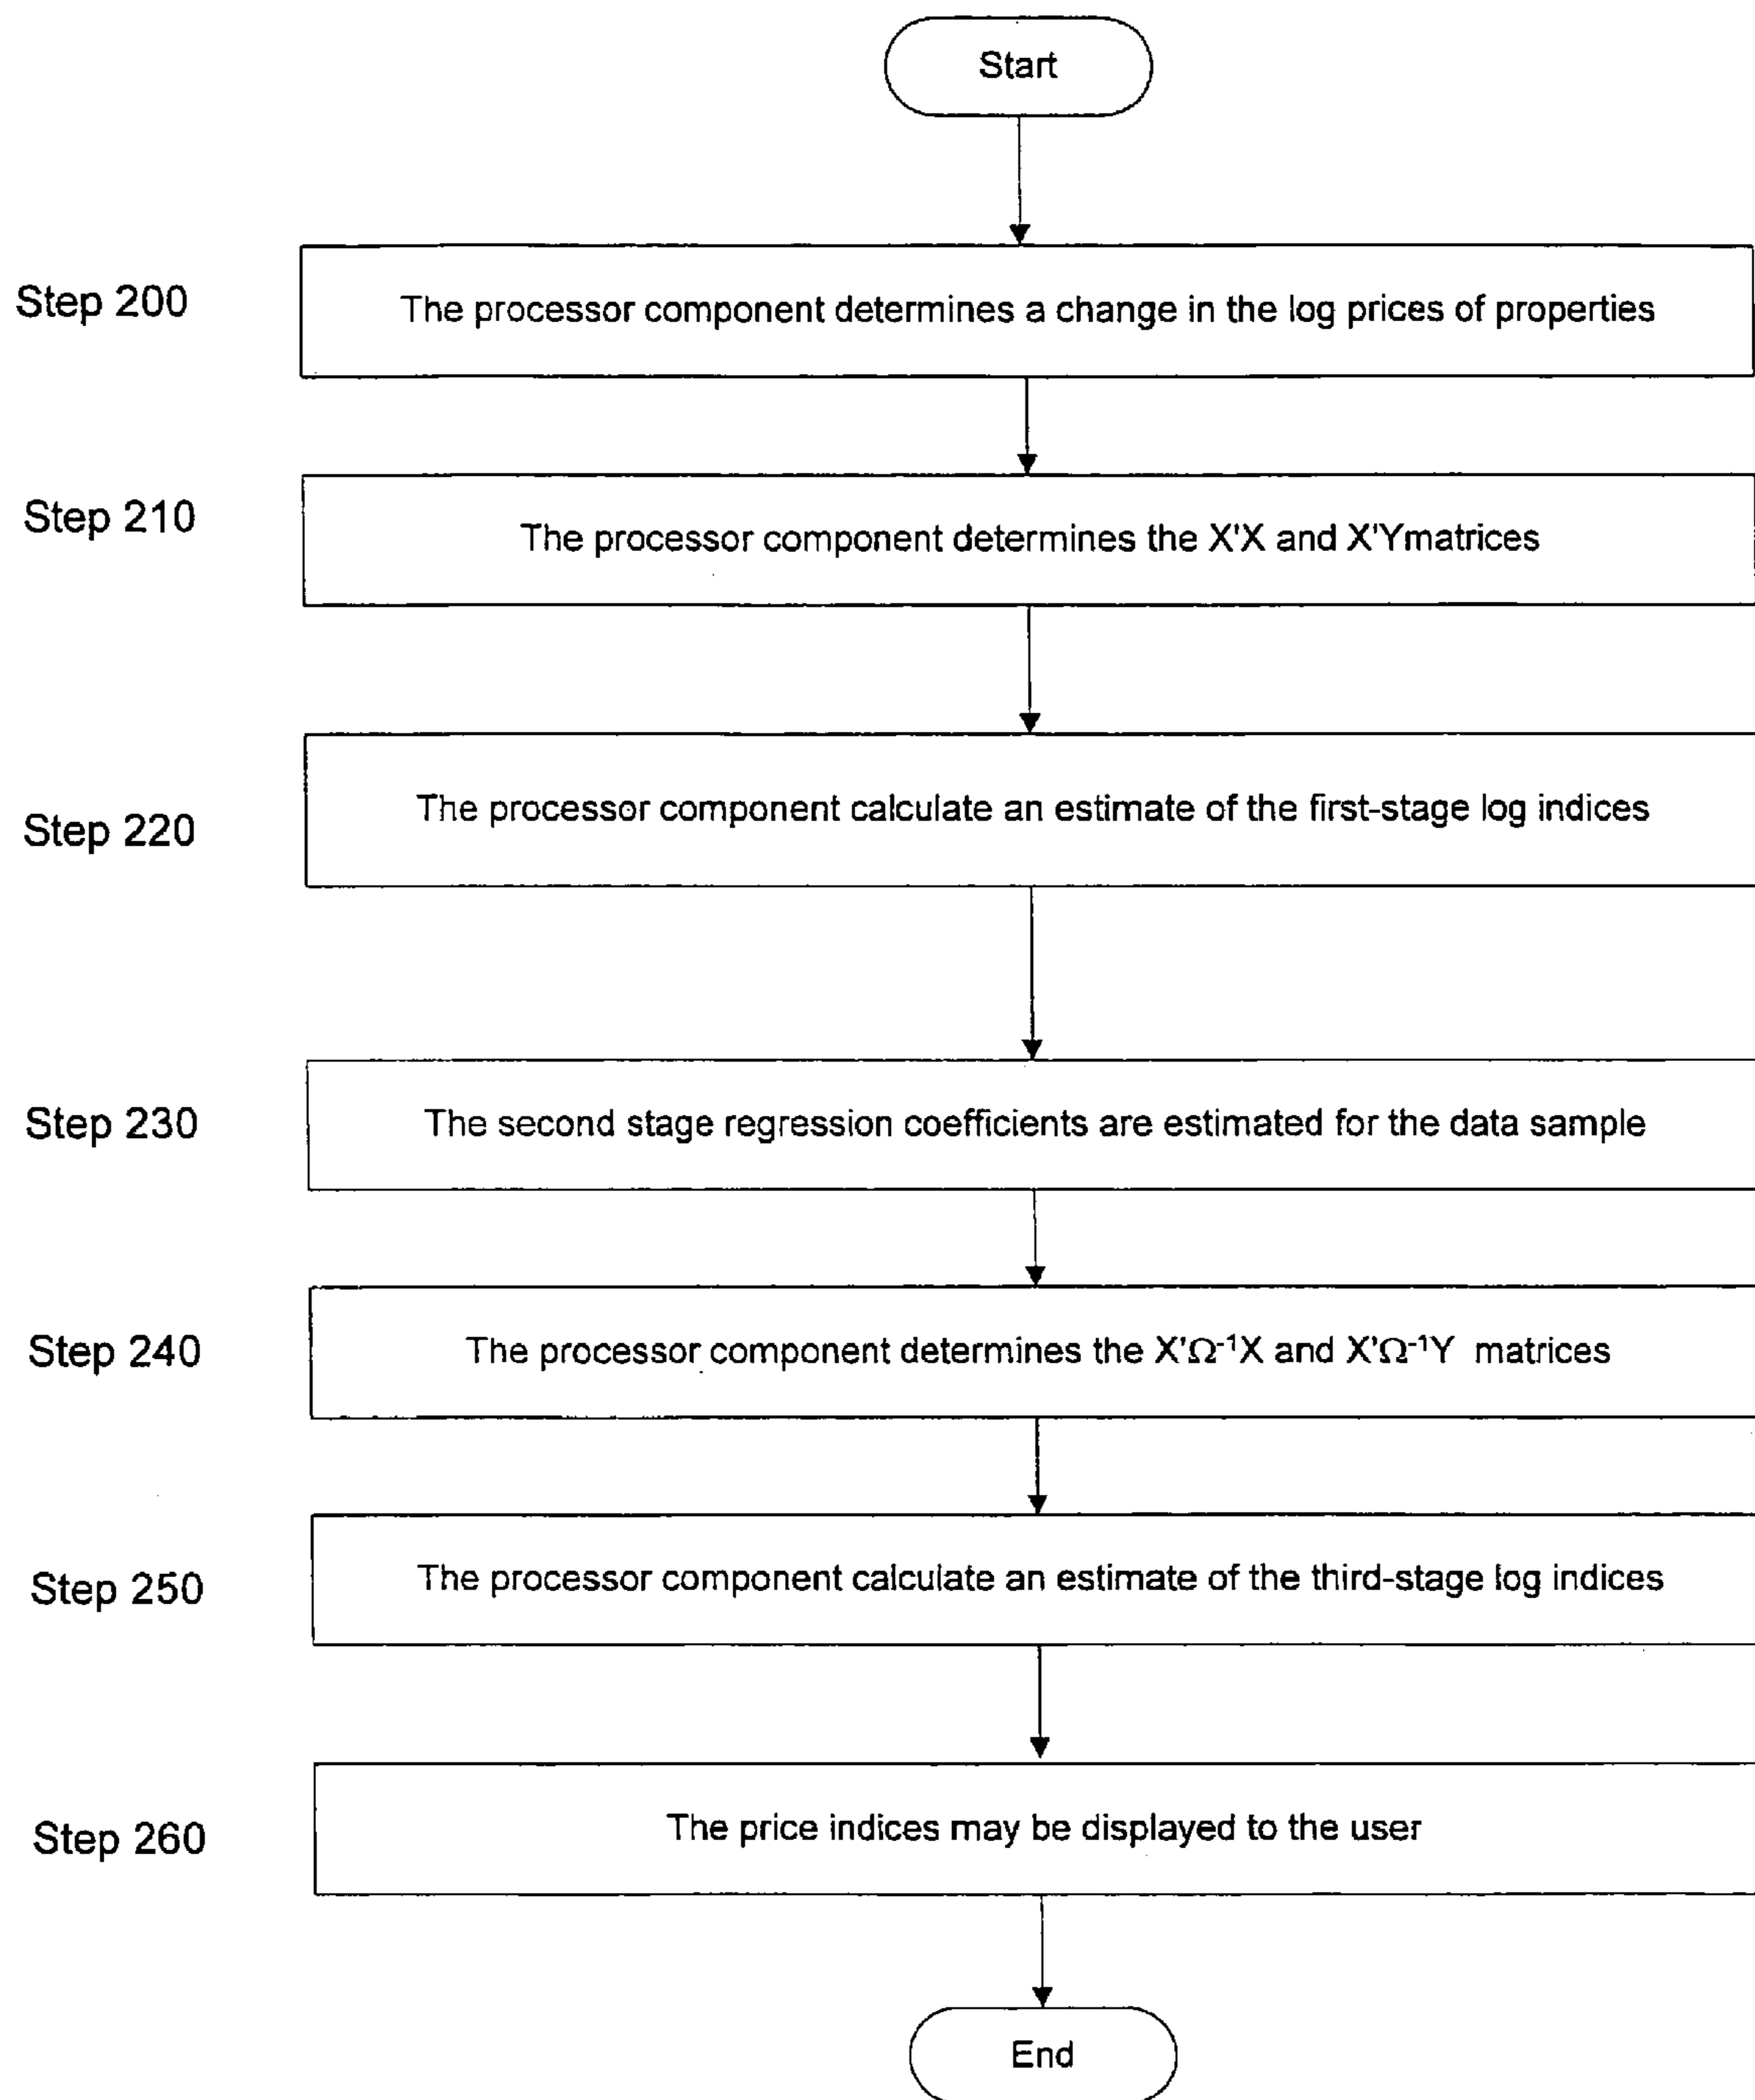 Start
Step 200
The processor component determines a change in the log prices of properties
Step 210
The processor component determines the X'X and X'Ymatrices
Step 220
The processor component calculate an estimate of the first-stage log indices
Step 230
The second stage regression coefficients are estimated for the data sample
Step 240
The processor component determines the X'Ω⁻¹X and X'Ω⁻¹Y matrices
Step 250
The processor component calculate an estimate of the third-stage log indices
Step 260
The price indices may be displayed to the user
End